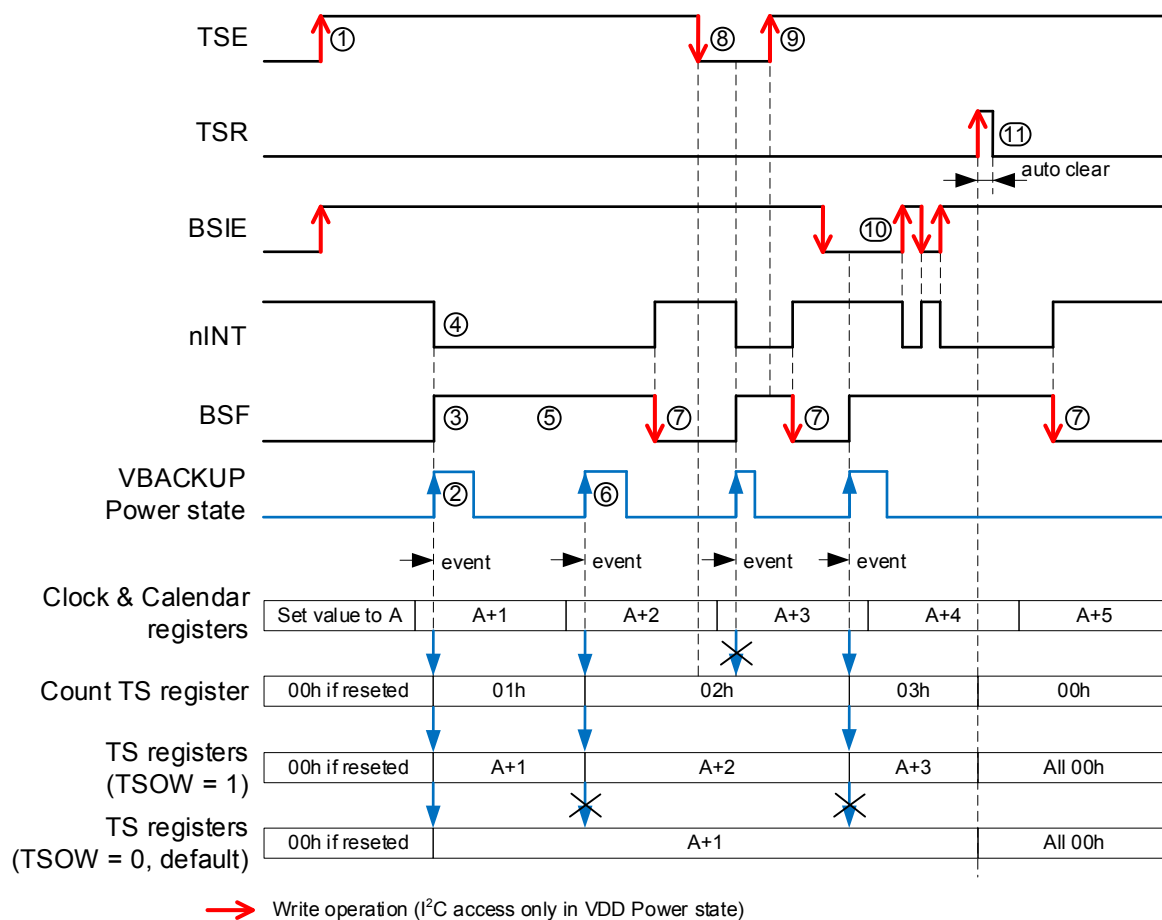 TSE ① ⑧ ⑨
TSR ⑪
auto clear
BSIE ⑩
nINT ④
BSF ③ ⑤ ⑦ ⑦ ⑦
VBACKUP
Power state ② ⑥
event event event event
Clock & Calendar
registers Set value to A A+1 A+2 A+3 A+4 A+5
Count TS register 00h if reseted 01h 02h 03h 00h
TS registers
(TSOW = 1) 00h if reseted A+1 A+2 A+3 All 00h
TS registers
(TSOW = 0, default) 00h if reseted A+1 All 00h
Write operation (I²C access only in VDD Power state)